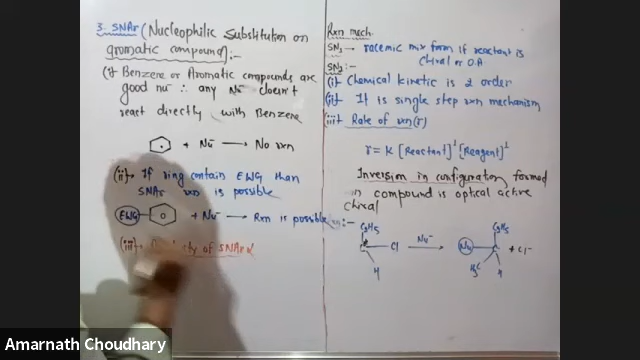 3. SNAr (Nucleophilic Substitution on
aromatic compound):-
(i) Benzene or Aromatic compounds are
good nu⁻ ∴ any Nu⁻ doesn't
react directly with Benzene
+ Nu⁻ → No rxn
(ii) If ring contain EWG than
SNAr rxn is possible
EWG + Nu⁻ → Rxn is possible
(iii) of SNAr α
Rxn mech.
SN1 → racemic mix form if reactant is
chiral or O.A
SN2:-
(i) Chemical kinetic is 2 order
(ii) It is single step rxn mechanism
(iii) Rate of rxn (r)
r = K [Reactant]¹ [Reagent]¹
Inversion in configuration formed
in compound is optical active
chiral
C2H5 C2H5
Cl Nu⁻ → Nu C + Cl⁻
H H3C H
Amarnath Choudhary